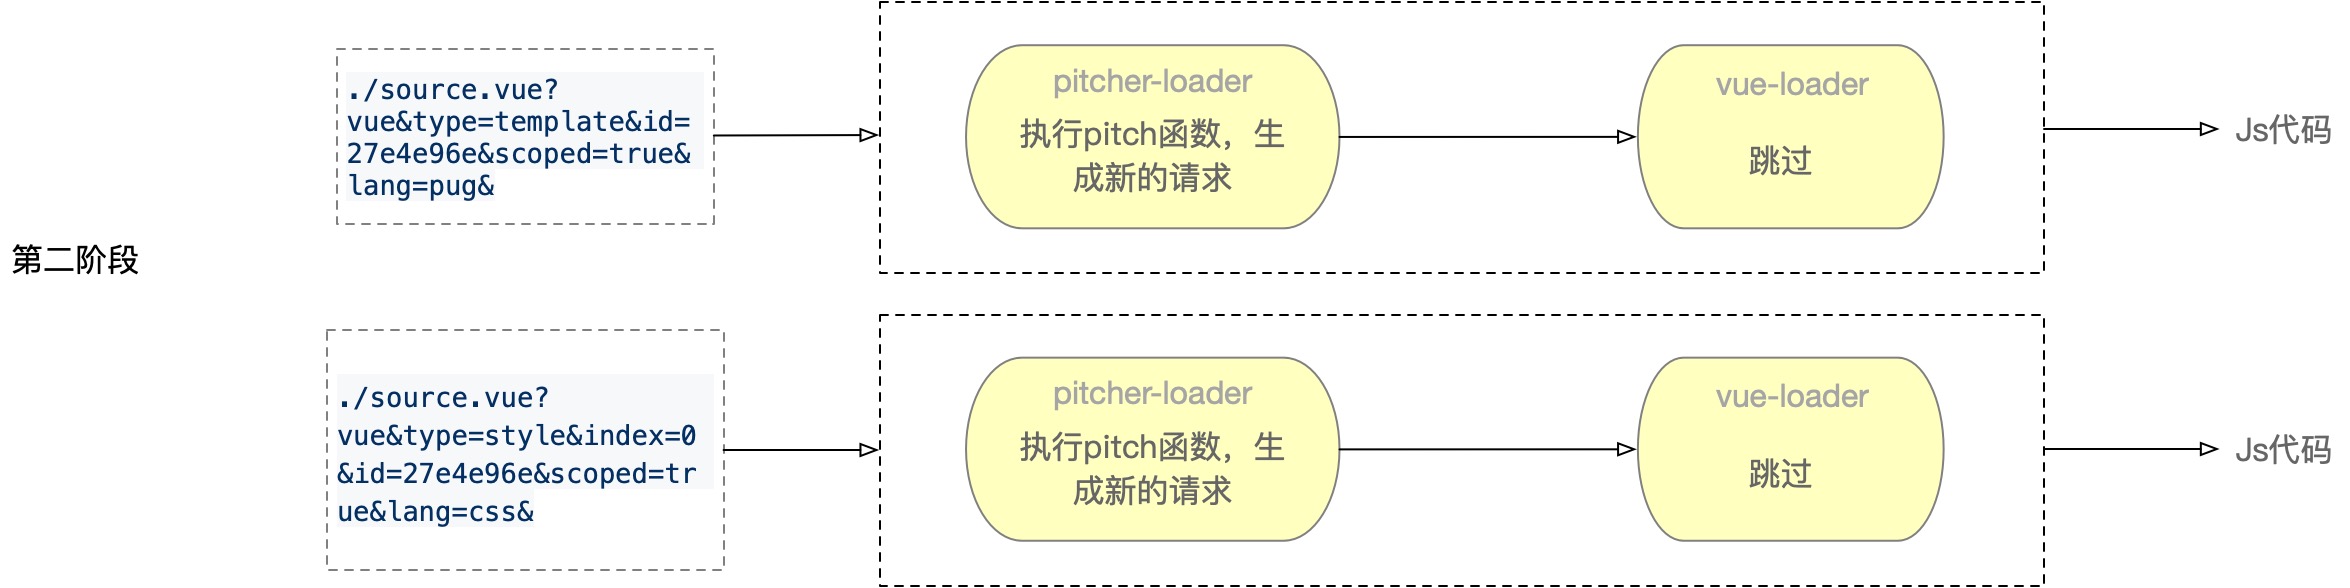 第二阶段
./source.vue?
vue&type=template&id=
27e4e96e&scoped=true&
lang=pug&
pitcher-loader
执行pitch函数，生
成新的请求
vue-loader
跳过
Js代码
./source.vue?
vue&type=style&index=0
&id=27e4e96e&scoped=tr
ue&lang=css&
pitcher-loader
执行pitch函数，生
成新的请求
vue-loader
跳过
Js代码